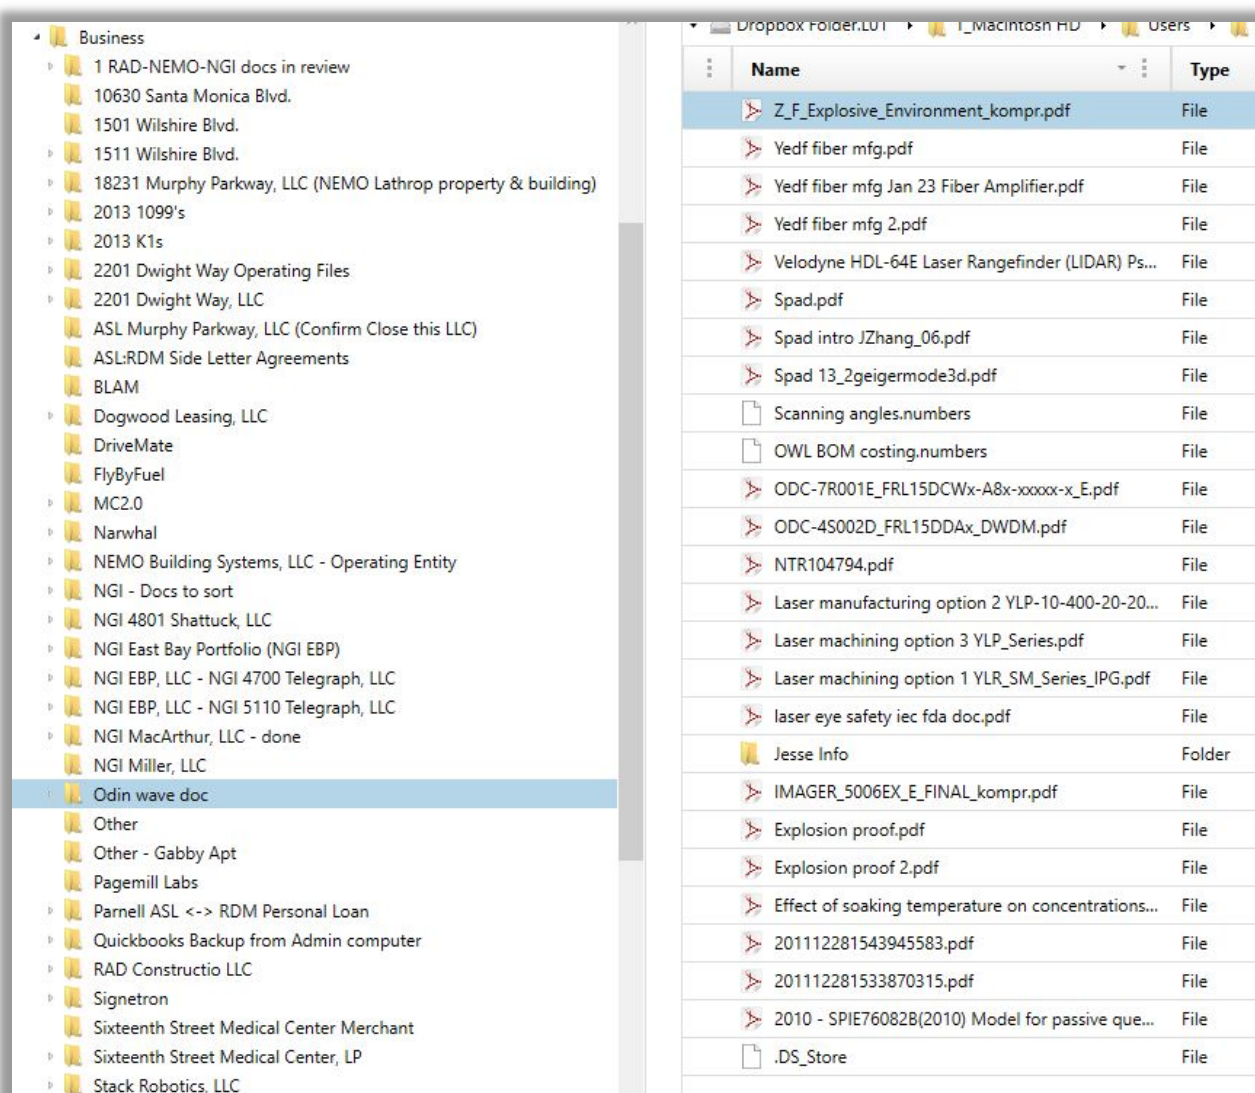 Business
1 RAD-NEMO-NGI docs in review
10630 Santa Monica Blvd.
1501 Wilshire Blvd.
1511 Wilshire Blvd.
18231 Murphy Parkway, LLC (NEMO Lathrop property & building)
2013 1099's
2013 K1s
2201 Dwight Way Operating Files
2201 Dwight Way, LLC
ASL Murphy Parkway, LLC (Confirm Close this LLC)
ASL:RDM Side Letter Agreements
BLAM
Dogwood Leasing, LLC
DriveMate
FlyByFuel
MC2.0
Narwhal
NEMO Building Systems, LLC - Operating Entity
NGI - Docs to sort
NGI 4801 Shattuck, LLC
NGI East Bay Portfolio (NGI EBP)
NGI EBP, LLC - NGI 4700 Telegraph, LLC
NGI EBP, LLC - NGI 5110 Telegraph, LLC
NGI MacArthur, LLC - done
NGI Miller, LLC
Odin wave doc
Other
Other - Gabby Apt
Pagemill Labs
Parnell ASL <-> RDM Personal Loan
Quickbooks Backup from Admin computer
RAD Constructio LLC
Signetron
Sixteenth Street Medical Center Merchant
Sixteenth Street Medical Center, LP
Stack Robotics, LLC
Dropbox Folder.L01 1_Macintosh HD Users
Name Type
Z_F_Explosive_Environment_kompr.pdf File
Yedf fiber mfg.pdf File
Yedf fiber mfg Jan 23 Fiber Amplifier.pdf File
Yedf fiber mfg 2.pdf File
Velodyne HDL-64E Laser Rangefinder (LIDAR) Ps... File
Spad.pdf File
Spad intro JZhang_06.pdf File
Spad 13_2geigermode3d.pdf File
Scanning angles.numbers File
OWL BOM costing.numbers File
ODC-7R001E_FRL15DCWx-A8x-xxxxx-x_E.pdf File
ODC-4S002D_FRL15DDAx_DWDM.pdf File
NTR104794.pdf File
Laser manufacturing option 2 YLP-10-400-20-20... File
Laser machining option 3 YLP_Series.pdf File
Laser machining option 1 YLR_SM_Series_IPG.pdf File
laser eye safety iec fda doc.pdf File
Jesse Info Folder
IMAGER_5006EX_E_FINAL_kompr.pdf File
Explosion proof.pdf File
Explosion proof 2.pdf File
Effect of soaking temperature on concentrations... File
201112281543945583.pdf File
201112281533870315.pdf File
2010 - SPIE76082B(2010) Model for passive que... File
.DS_Store File